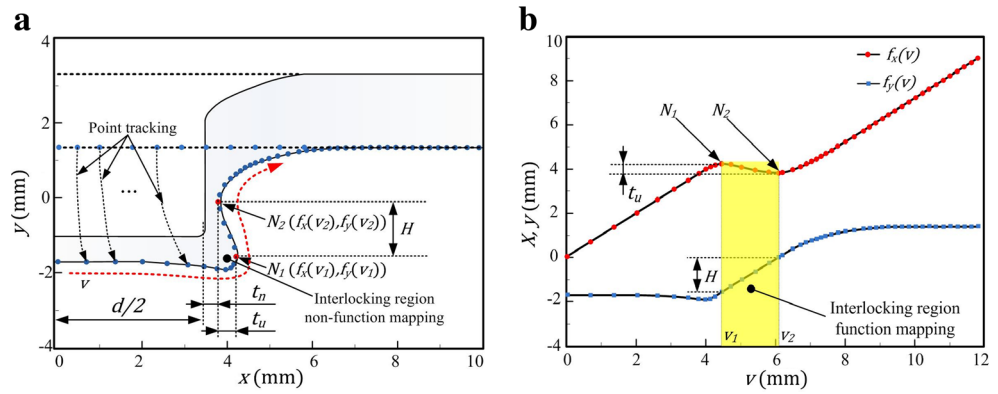 a
4
2
0
-2
-4
y (mm)
Point tracking
...
N2 (fx(v2), fy(v2))
H
N1 (fx(v1), fy(v1))
v
Interlocking region
non-function mapping
d/2
tn
tu
0
2
4
6
8
10
x (mm)
b
10
8
6
4
2
0
-2
-4
X, y (mm)
fx(v)
fy(v)
N1
N2
tu
H
Interlocking region
function mapping
v1
v2
0
2
4
6
8
10
12
v (mm)